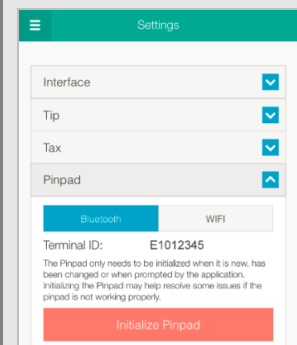 Settings
Interface
Tip
Tax
Pinpad
Bluetooth WIFI
Terminal ID: E1012345
The Pinpad only needs to be initialized when it is new, has
been changed or when prompted by the application.
Initializing the Pinpad may help resolve some issues if the
pinpad is not working properly.
Initialize Pinpad